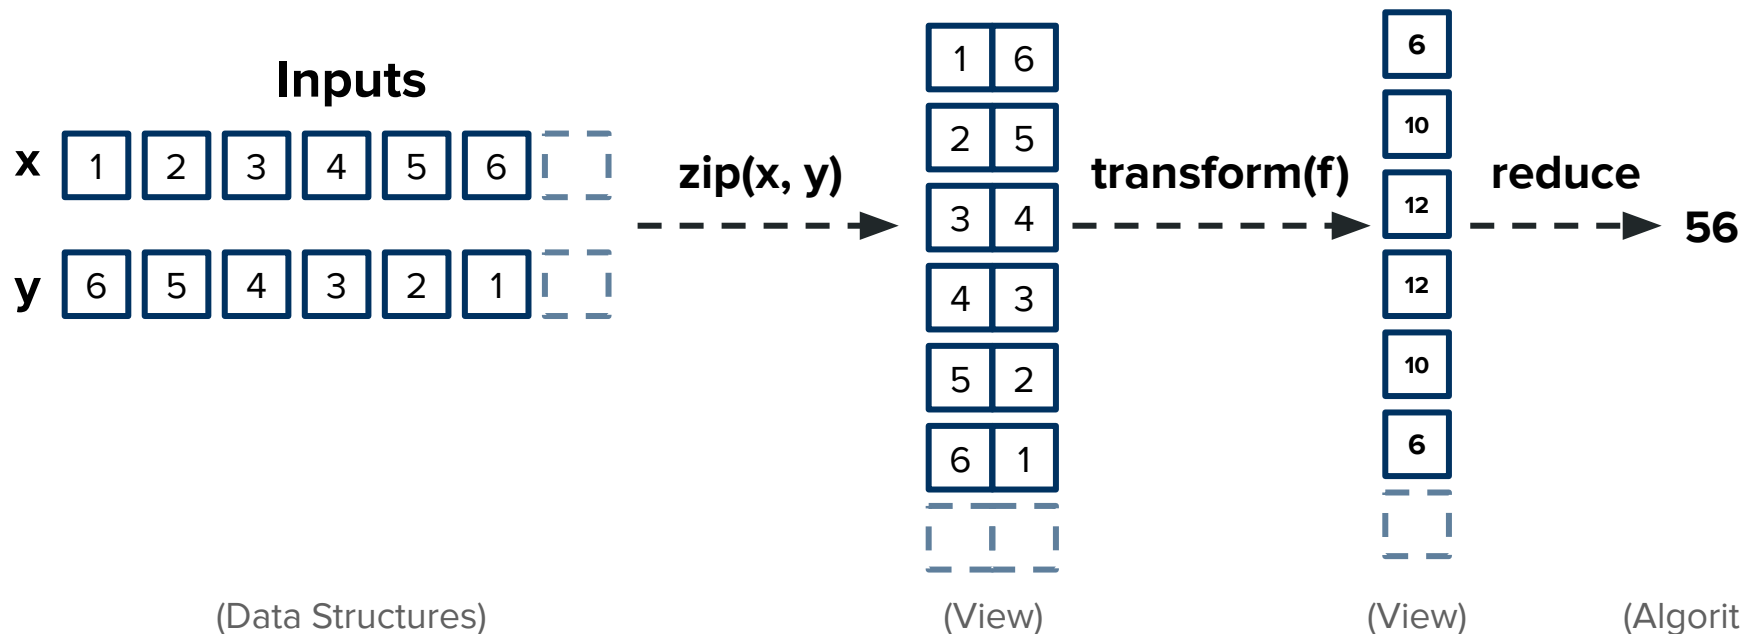 Inputs
x 1 2 3 4 5 6
y 6 5 4 3 2 1
(Data Structures)
zip(x, y)
1 6
2 5
3 4
4 3
5 2
6 1
(View)
transform(f)
6
10
12
12
10
6
(View)
reduce
56
(Algorit